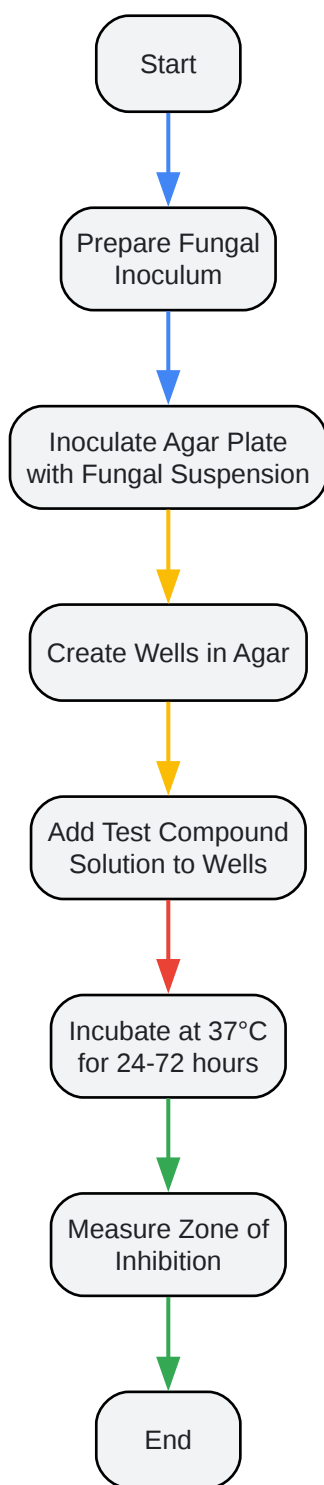 Start
Prepare Fungal
Inoculum
Inoculate Agar Plate
with Fungal Suspension
Create Wells in Agar
Add Test Compound
Solution to Wells
Incubate at 37°C
for 24-72 hours
Measure Zone of
Inhibition
End